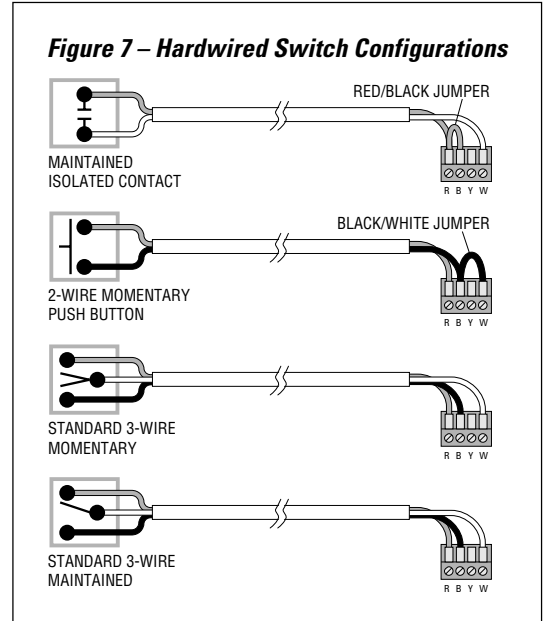 Figure 7 – Hardwired Switch Configurations
RED/BLACK JUMPER
MAINTAINED
ISOLATED CONTACT
R B Y W
BLACK/WHITE JUMPER
2-WIRE MOMENTARY
PUSH BUTTON
R B Y W
STANDARD 3-WIRE
MOMENTARY
R B Y W
STANDARD 3-WIRE
MAINTAINED
R B Y W